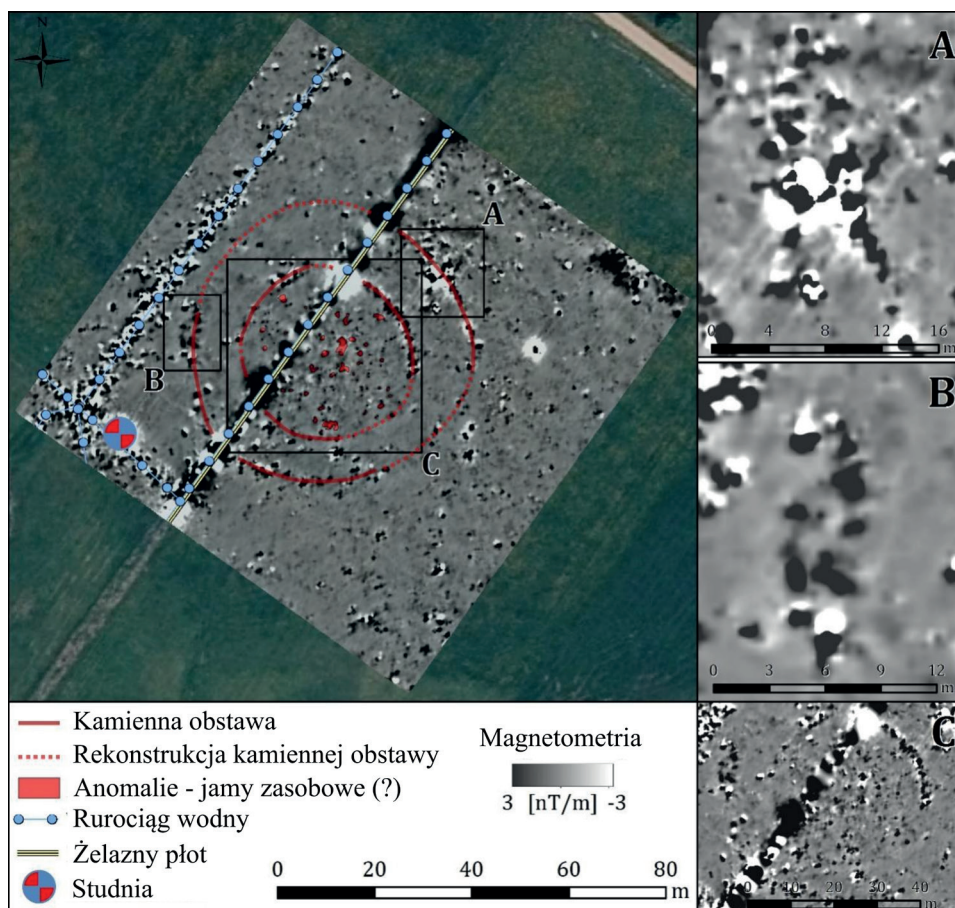 N
A
B
C
A
0 4 8 12 16
m
B
0 3 6 9 12
m
C
0 10 20 30 40
m
Kamienna obstawa
Rekonstrukcja kamiennej obstawy
Anomalie - jamy zasobowe (?)
Rurociąg wodny
Żelazny płot
Studnia
Magnetometria
3 [nT/m] -3
0 20 40 60 80
m